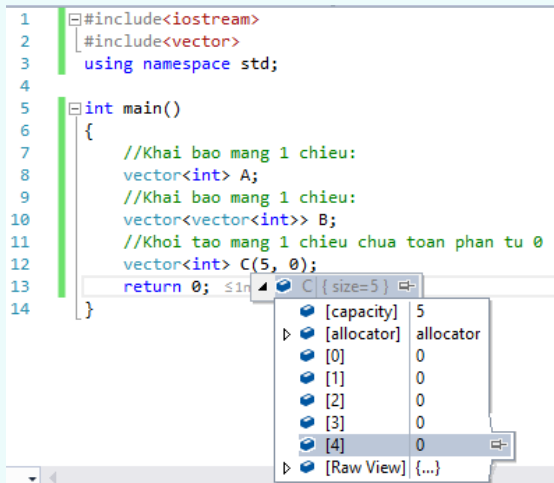 1 #include<iostream>
2 #include<vector>
3 using namespace std;
4
5 int main()
6 {
7 //Khai bao mang 1 chieu:
8 vector<int> A;
9 //Khai bao mang 1 chieu:
10 vector<vector<int>> B;
11 //Khoi tao mang 1 chieu chua toan phan tu 0
12 vector<int> C(5, 0);
13 return 0; ≤1m C { size=5 }
14 }
[capacity] 5
[allocator] allocator
[0] 0
[1] 0
[2] 0
[3] 0
[4] 0
[Raw View] {...}